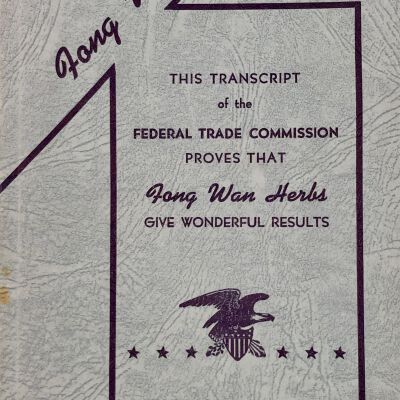 Fong
THIS TRANSCRIPT
of the
FEDERAL TRADE COMMISSION
PROVES THAT
Fong Wan Herbs
GIVE WONDERFUL RESULTS